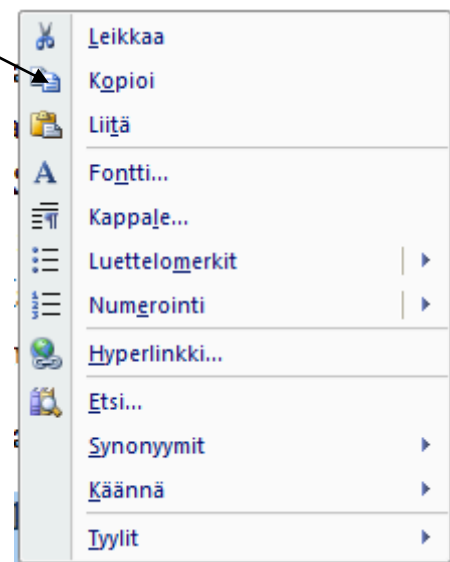 Leikkaa
Kopioi
Liitä
Fontti...
Kappale...
Luettelomerkit
Numerointi
Hyperlinkki...
Etsi...
Synonyymit
Käännä
Tyylit